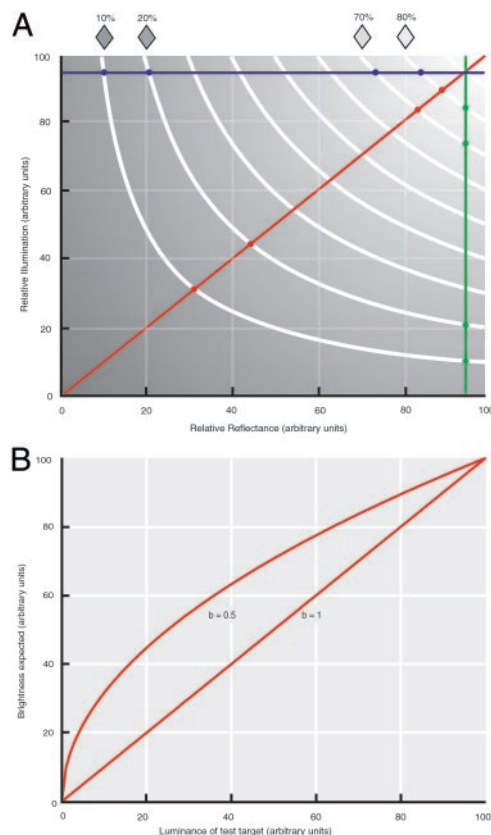 A
10% 20% 70% 80%
100
80
60
40
20
0
Relative Illumination (arbitrary units)
0 20 40 60 80 100
Relative Reflectance (arbitrary units)
B
100
80
60
40
20
0
Brightness expected (arbitrary units)
b = 0.5 b = 1
0 20 40 60 80 100
Luminance of test target (arbitrary units)